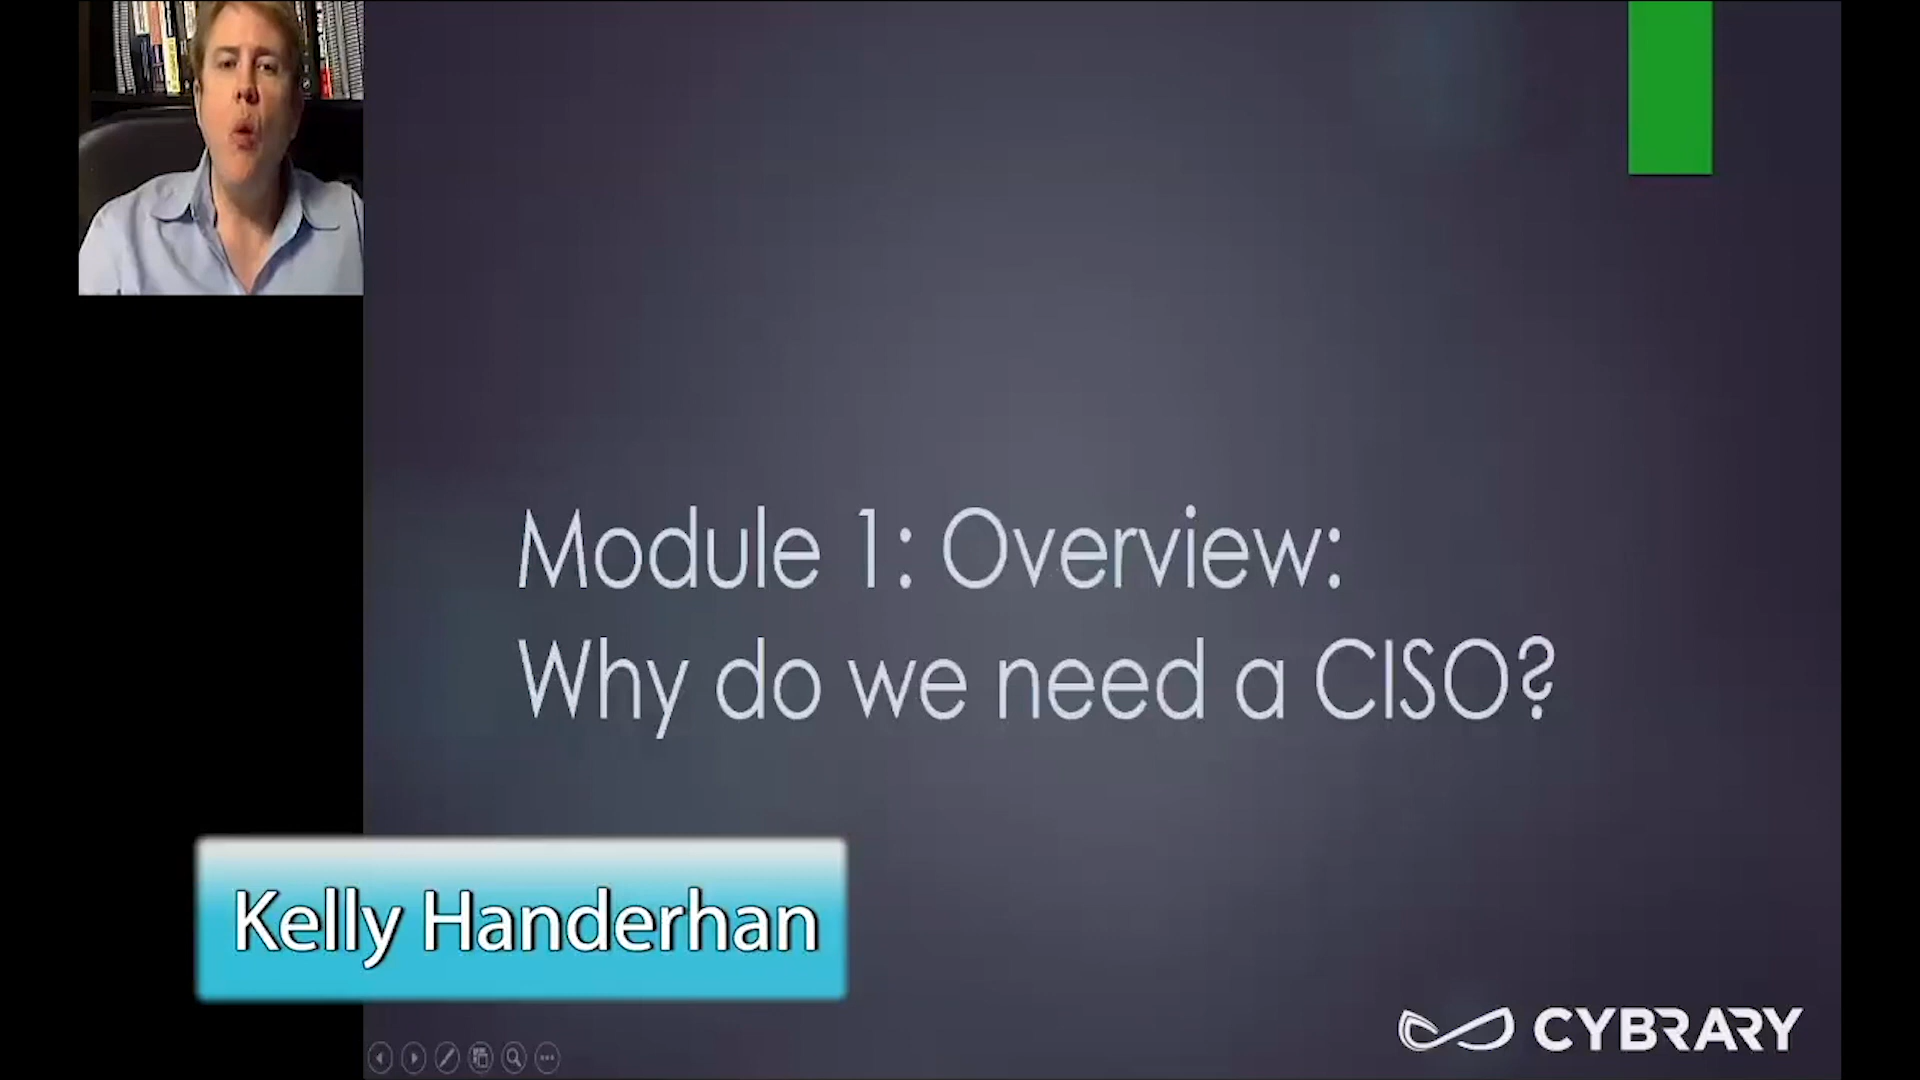 Module 1: Overview:
Why do we need a CISO?
Kelly Handerhan
CYBRARY